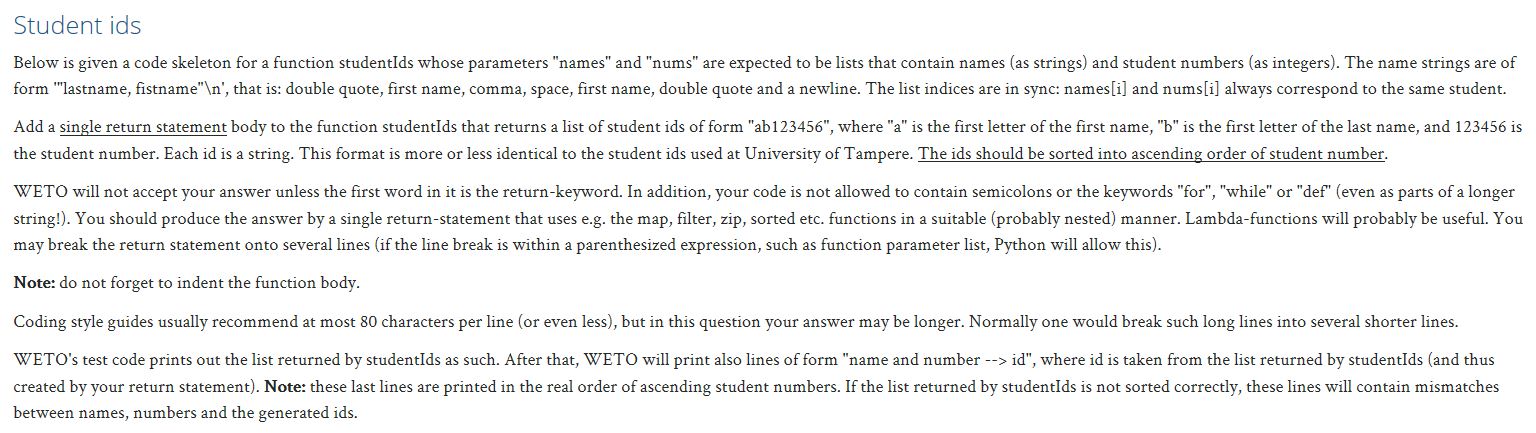 Student ids
Below is given a code skeleton for a function studentIds whose parameters "names" and "nums" are expected to be lists that contain names (as strings) and student numbers (as integers). The name strings are of
form '"lastname, fistname"\n', that is: double quote, first name, comma, space, first name, double quote and a newline. The list indices are in sync: names[i] and nums[i] always correspond to the same student.
Add a single return statement body to the function studentIds that returns a list of student ids of form "ab123456", where "a" is the first letter of the first name, "b" is the first letter of the last name, and 123456 is
the student number. Each id is a string. This format is more or less identical to the student ids used at University of Tampere. The ids should be sorted into ascending order of student number.
WETO will not accept your answer unless the first word in it is the return-keyword. In addition, your code is not allowed to contain semicolons or the keywords "for", "while" or "def" (even as parts of a longer
string!). You should produce the answer by a single return-statement that uses e.g. the map, filter, zip, sorted etc. functions in a suitable (probably nested) manner. Lambda-functions will probably be useful. You
may break the return statement onto several lines (if the line break is within a parenthesized expression, such as function parameter list, Python will allow this).
Note: do not forget to indent the function body.
Coding style guides usually recommend at most 80 characters per line (or even less), but in this question your answer may be longer. Normally one would break such long lines into several shorter lines.
WETO's test code prints out the list returned by studentIds as such. After that, WETO will print also lines of form "name and number --> id", where id is taken from the list returned by studentIds (and thus
created by your return statement). Note: these last lines are printed in the real order of ascending student numbers. If the list returned by studentIds is not sorted correctly, these lines will contain mismatches
between names, numbers and the generated ids.